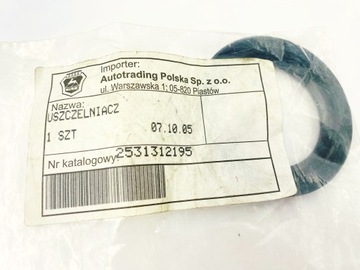 Importer:
Autotrading Polska Sp. z o.o.
ul. Warszawska 1; 05-820 Piastów
Nazwa:
USZCZELNIACZ
1 SZT 07.10.05
Nr katalogowy 2531312195